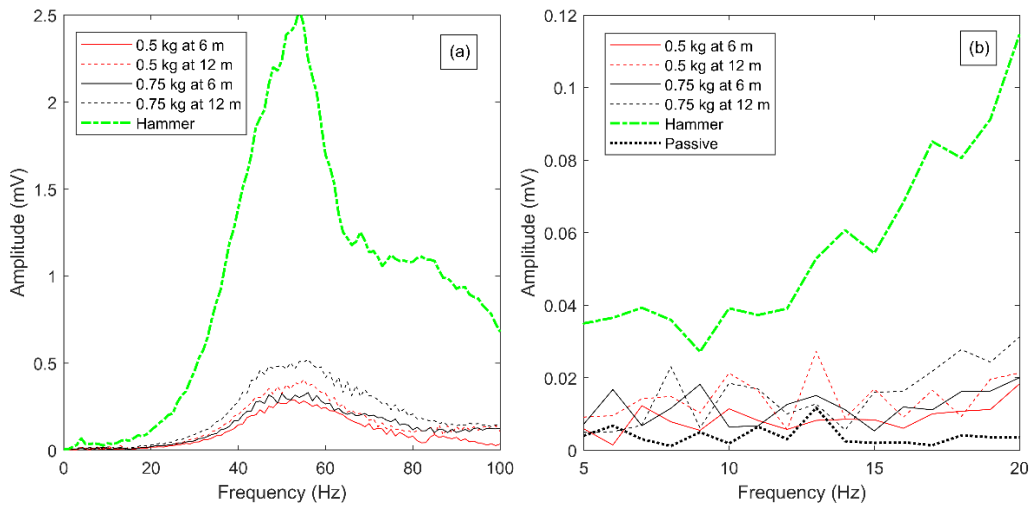 2.5
2
1.5
1
0.5
0
0
20
40
60
80
100
Amplitude (mV)
Frequency (Hz)
0.5 kg at 6 m
0.5 kg at 12 m
0.75 kg at 6 m
0.75 kg at 12 m
Hammer
(a)
0.12
0.1
0.08
0.06
0.04
0.02
0
5
10
15
20
Amplitude (mV)
Frequency (Hz)
0.5 kg at 6 m
0.5 kg at 12 m
0.75 kg at 6 m
0.75 kg at 12 m
Hammer
Passive
(b)